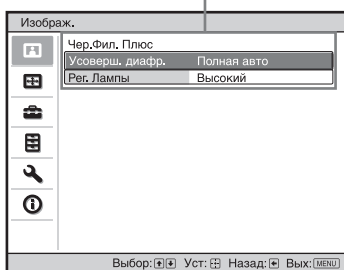 Изображ.
Чер.Фил. Плюс
Усоверш. диафр. Полная авто
Рег. Лампы Высокий
Выбор: Уст: Назад: Вых: MENU